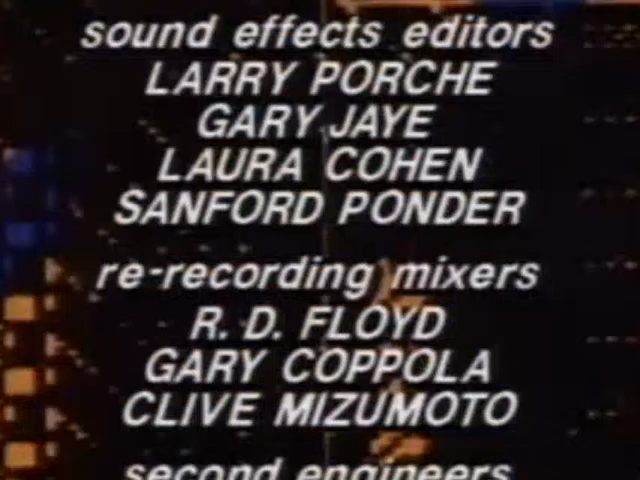 sound effects editors
LARRY PORCHE
GARY JAYE
LAURA COHEN
SANFORD PONDER
re-recording mixers
R. D. FLOYD
GARY COPPOLA
CLIVE MIZUMOTO
second engineers